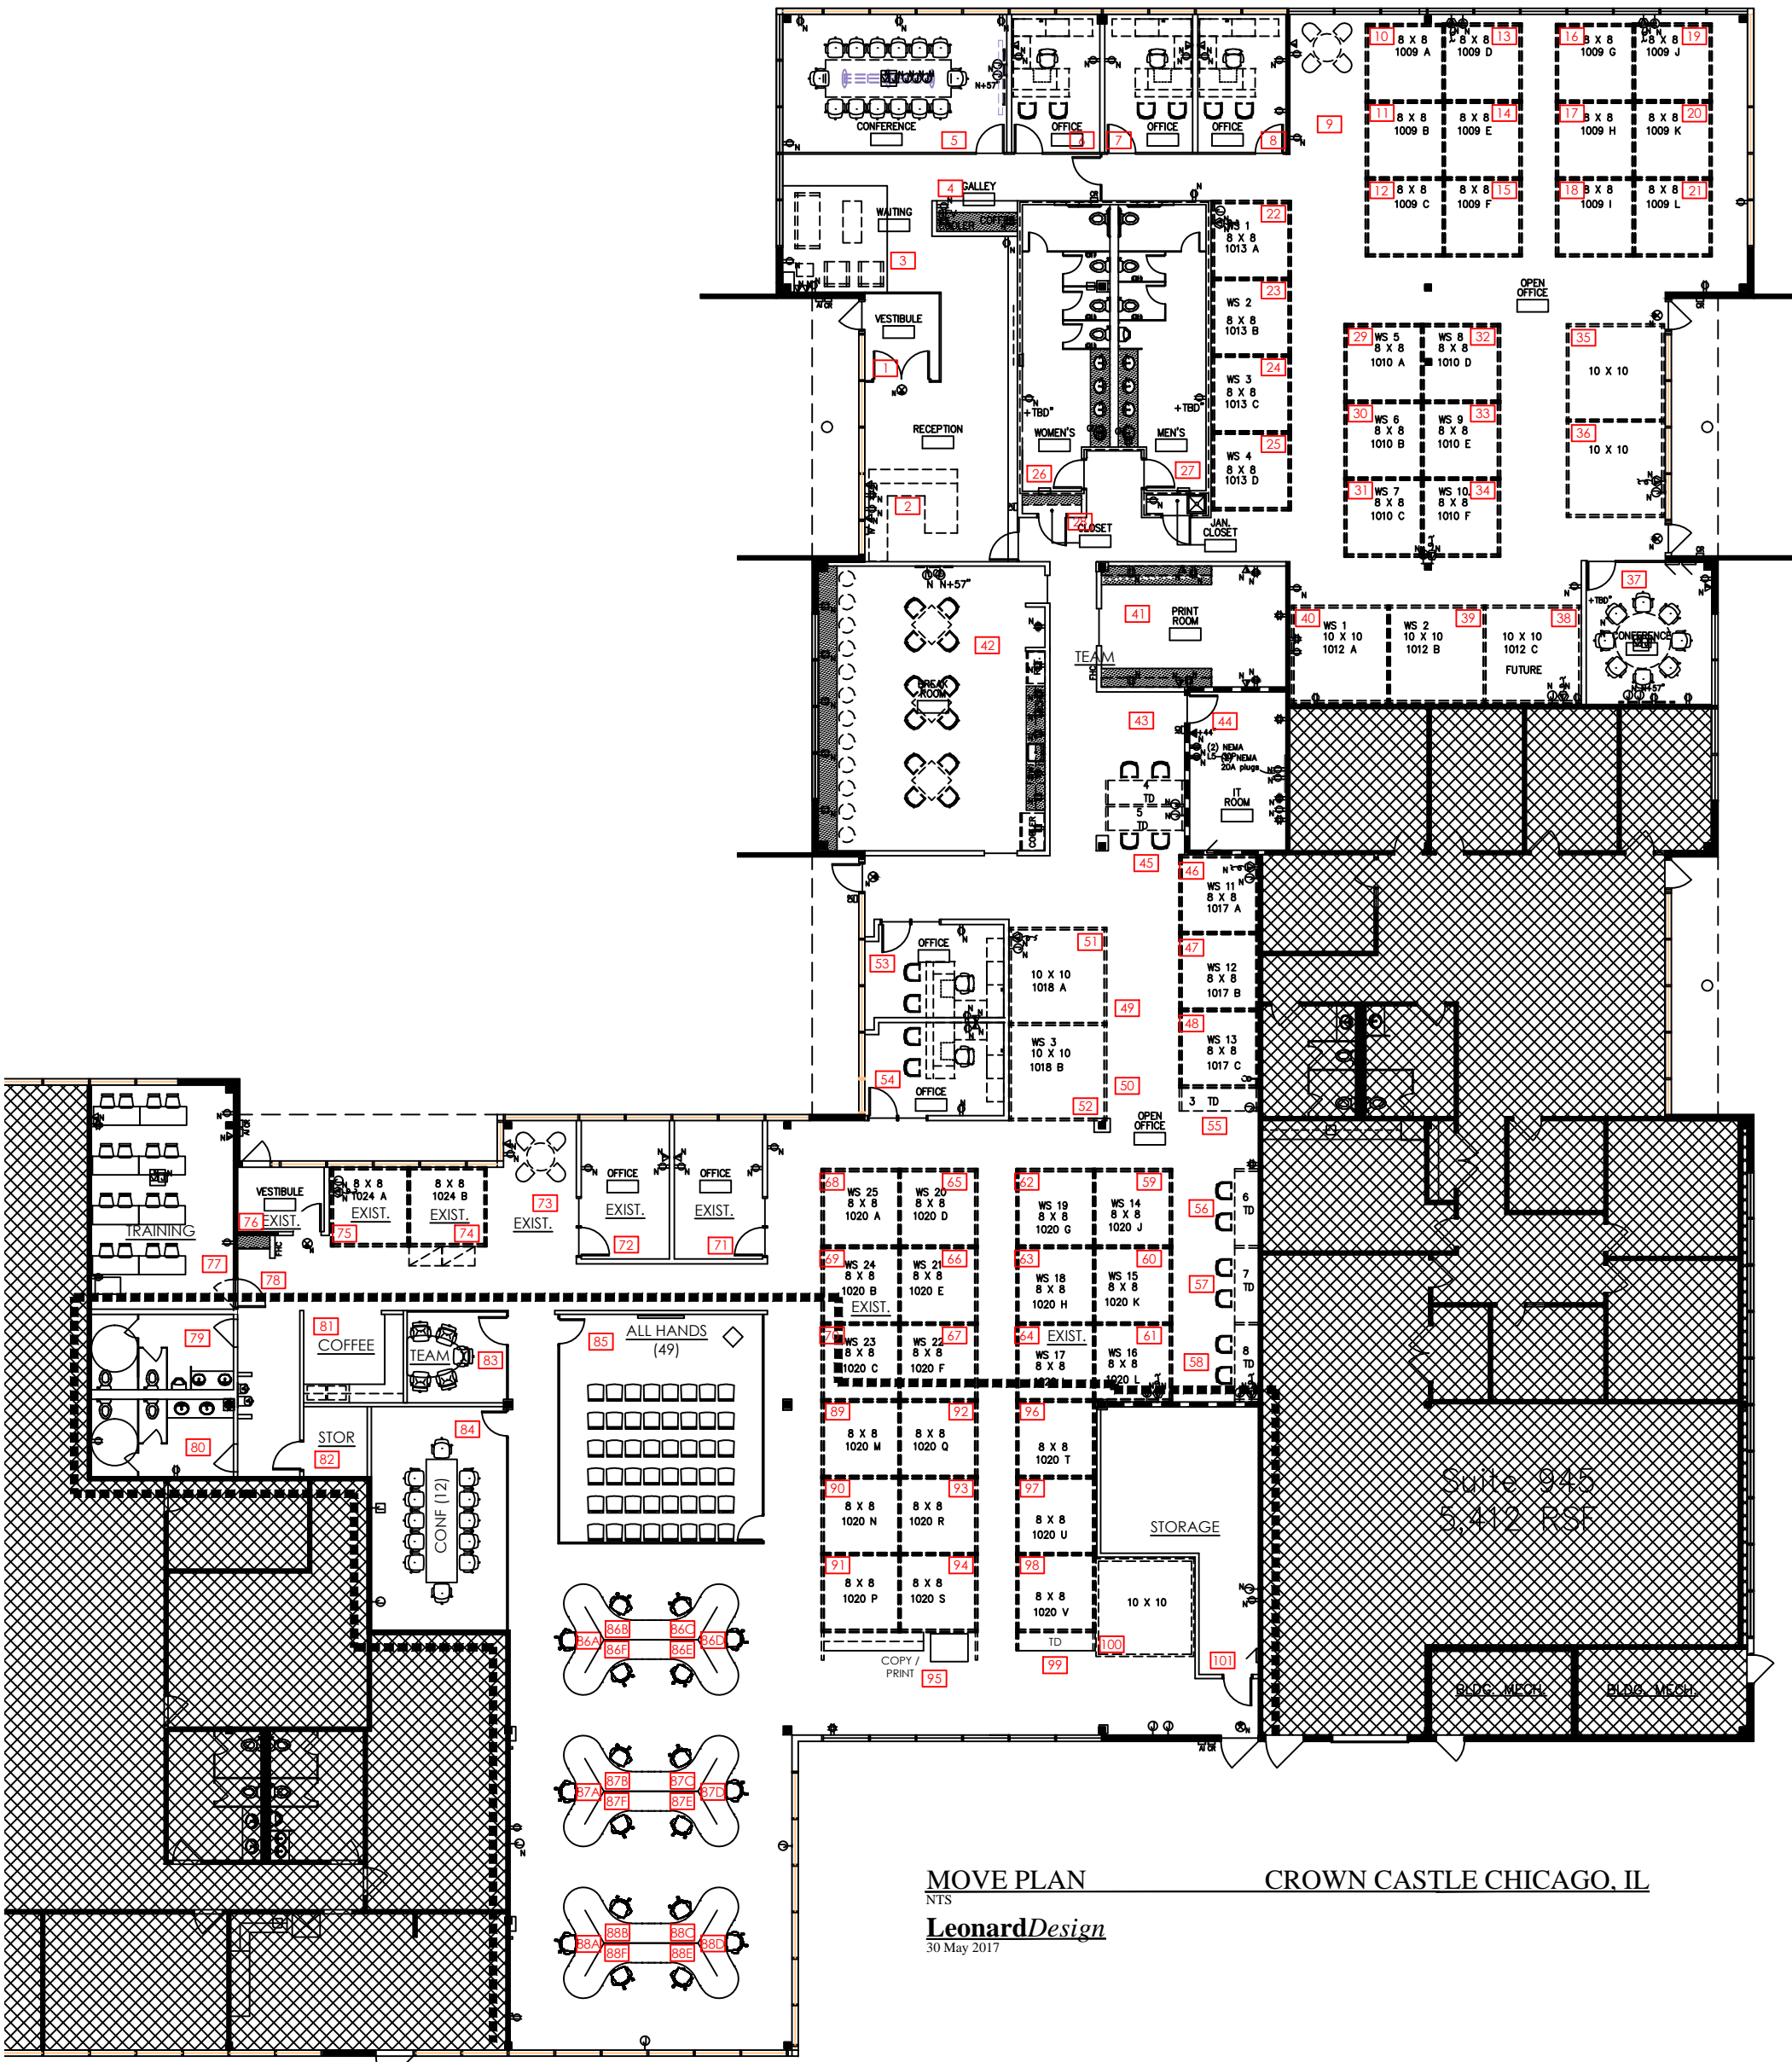 CONFERENCE
5
OFFICE
6
7
OFFICE
OFFICE
8
9
N+57"
10
8 X 8
1009 A
8 X 8
1009 D
13
16
8 X 8
1009 G
8 X 8
1009 J
19
11
8 X 8
1009 B
8 X 8
1009 E
14
17
8 X 8
1009 H
8 X 8
1009 K
20
12
8 X 8
1009 C
8 X 8
1009 F
15
18
8 X 8
1009 I
8 X 8
1009 L
21
4
GALLEY
WAITING
3
VESTIBULE
1
RECEPTION
2
+TBD"
WOMEN'S
26
+TBD"
MEN'S
27
28
CLOSET
JAN.
CLOSET
22
WS 1
8 X 8
1013 A
23
WS 2
8 X 8
1013 B
24
WS 3
8 X 8
1013 C
25
WS 4
8 X 8
1013 D
OPEN
OFFICE
29
WS 5
8 X 8
1010 A
WS 8
8 X 8
1010 D
32
30
WS 6
8 X 8
1010 B
WS 9
8 X 8
1010 E
33
31
WS 7
8 X 8
1010 C
WS 10
8 X 8
1010 F
34
35
10 X 10
36
10 X 10
37
+TBD"
CONFERENCE
N+57"
40
WS 1
10 X 10
1012 A
WS 2
10 X 10
1012 B
39
38
10 X 10
1012 C
FUTURE
N+57"
42
BREAK
ROOM
REF.
COOLER
41
PRINT
ROOM
TEAM
FHC
43
44
+44"
(2) NEMA
20A plugs
IT
ROOM
4
TD
5
TD
45
46
WS 11
8 X 8
1017 A
47
WS 12
8 X 8
1017 B
48
WS 13
8 X 8
1017 C
3 TD
55
OFFICE
53
54
OFFICE
51
10 X 10
1018 A
49
WS 3
10 X 10
1018 B
50
52
OPEN
OFFICE
TRAINING
77
VESTIBULE
76
EXIST.
FHC
78
8 X 8
1024 A
EXIST.
75
8 X 8
1024 B
EXIST.
74
73
EXIST.
OFFICE
EXIST.
72
OFFICE
EXIST.
71
68
WS 25
8 X 8
1020 A
WS 20
8 X 8
1020 D
65
62
WS 19
8 X 8
1020 G
WS 14
8 X 8
1020 J
59
69
WS 24
8 X 8
1020 B
WS 21
8 X 8
1020 E
66
63
WS 18
8 X 8
1020 H
WS 15
8 X 8
1020 K
60
EXIST.
70
WS 23
8 X 8
1020 C
WS 22
8 X 8
1020 F
67
64
EXIST.
WS 17
8 X 8
WS 16
8 X 8
1020 L
61
56
6
TD
57
7
TD
58
8
TD
79
80
81
COFFEE
STOR
82
TEAM
83
84
CONF (12)
85
ALL HANDS
(49)
89
8 X 8
1020 M
92
8 X 8
1020 Q
96
8 X 8
1020 T
90
8 X 8
1020 N
93
8 X 8
1020 R
97
8 X 8
1020 U
91
8 X 8
1020 P
94
8 X 8
1020 S
98
8 X 8
1020 V
STORAGE
10 X 10
100
101
TD
99
COPY /
PRINT
95
86A
86B
86C
86D
86F
86E
87A
87B
87C
87D
87F
87E
88A
88B
88C
88D
88F
88E
Suite 945
5,412 RSF
BLDG. MECH.
BLDG. MECH.
MOVE PLAN
CROWN CASTLE CHICAGO, IL
NTS
LeonardDesign
30 May 2017